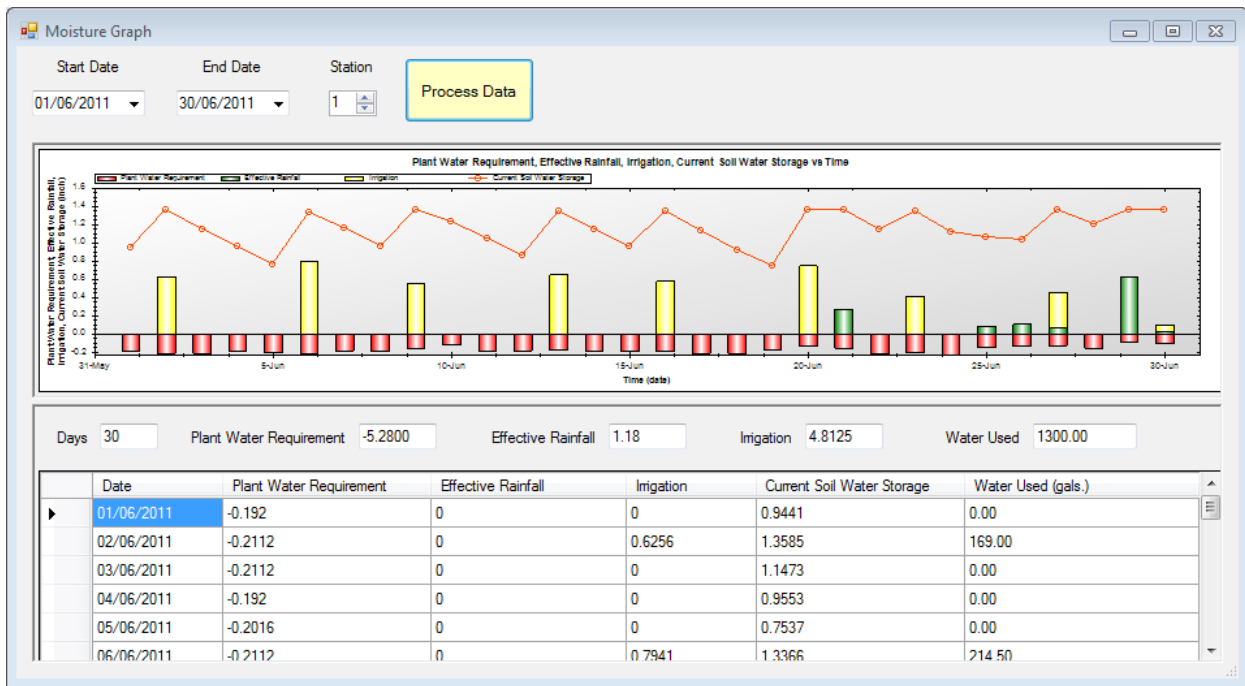 Moisture Graph
Start Date End Date Station
01/06/2011 30/06/2011 1 Process Data
Plant Water Requirement, Effective Rainfall, Irrigation, Current Soil Water Storage vs Time
Plant Water Requirement Effective Rainfall Irrigation Current Soil Water Storage
Plant Water Requirement, Effective Rainfall,
Irrigation, Current Soil Water Storage (inch)
1.6
1.4
1.2
1.0
0.8
0.6
0.4
0.2
0.0
-0.2
31-May 5-Jun 10-Jun 15-Jun 20-Jun 25-Jun 30-Jun
Time (date)
Days 30 Plant Water Requirement -5.2800 Effective Rainfall 1.18 Irrigation 4.8125 Water Used 1300.00
Date Plant Water Requirement Effective Rainfall Irrigation Current Soil Water Storage Water Used (gals.)
01/06/2011 -0.192 0 0 0.9441 0.00
02/06/2011 -0.2112 0 0.6256 1.3585 169.00
03/06/2011 -0.2112 0 0 1.1473 0.00
04/06/2011 -0.192 0 0 0.9553 0.00
05/06/2011 -0.2016 0 0 0.7537 0.00
06/06/2011 -0.2112 0 0.7941 1.3366 214.50